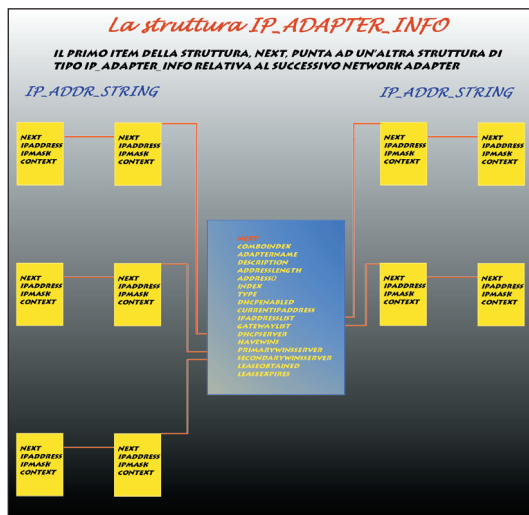 La struttura IP_ADAPTER_INFO
IL PRIMO ITEM DELLA STRUTTURA, NEXT, PUNTA AD UN'ALTRA STRUTTURA DI
TIPO IP_ADAPTER_INFO RELATIVA AL SUCCESSIVO NETWORK ADAPTER
IP_ADDR_STRING
IP_ADDR_STRING
NEXT
IPADDRESS
IPMASK
CONTEXT
NEXT
IPADDRESS
IPMASK
CONTEXT
NEXT
IPADDRESS
IPMASK
CONTEXT
NEXT
IPADDRESS
IPMASK
CONTEXT
NEXT
COMBOINDEX
ADAPTERNAME
DESCRIPTION
ADDRESSLENGTH
ADDRESS()
INDEX
TYPE
DHCPENABLED
CURRENTIPADDRESS
IPADDRESSLIST
GATEWAYLIST
DHCPSERVER
HAVEWINS
PRIMARYWINSSERVER
SECONDARYWINSSERVER
LEASEOBTAINED
LEASEEXPIRES
NEXT
IPADDRESS
IPMASK
CONTEXT
NEXT
IPADDRESS
IPMASK
CONTEXT
NEXT
IPADDRESS
IPMASK
CONTEXT
NEXT
IPADDRESS
IPMASK
CONTEXT
NEXT
IPADDRESS
IPMASK
CONTEXT
NEXT
IPADDRESS
IPMASK
CONTEXT